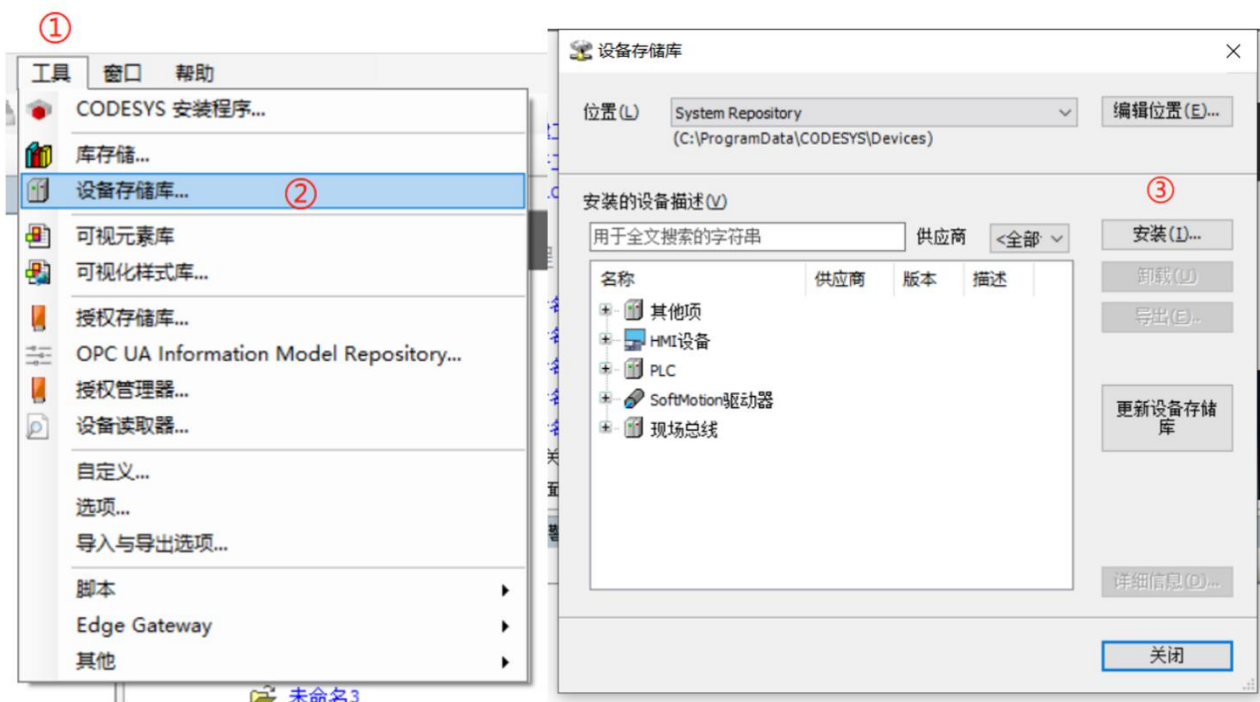 ①
工具 窗口 帮助
CODESYS 安装程序...
库存储...
设备存储库... ②
可视元素库
可视化样式库...
授权存储库...
OPC UA Information Model Repository...
授权管理器...
设备读取器...
自定义...
选项...
导入与导出选项...
脚本
Edge Gateway
其他
未命名3
设备存储库
位置(L) System Repository 编辑位置(E)...
(C:\ProgramData\CODESYS\Devices)
③
安装的设备描述(V)
用于全文搜索的字符串 供应商 <全部 安装(I)...
名称 供应商 版本 描述 卸载(U)
其他项 导出(E)..
HMI设备
PLC
SoftMotion驱动器
现场总线
更新设备存储
库
详细信息(D)...
关闭